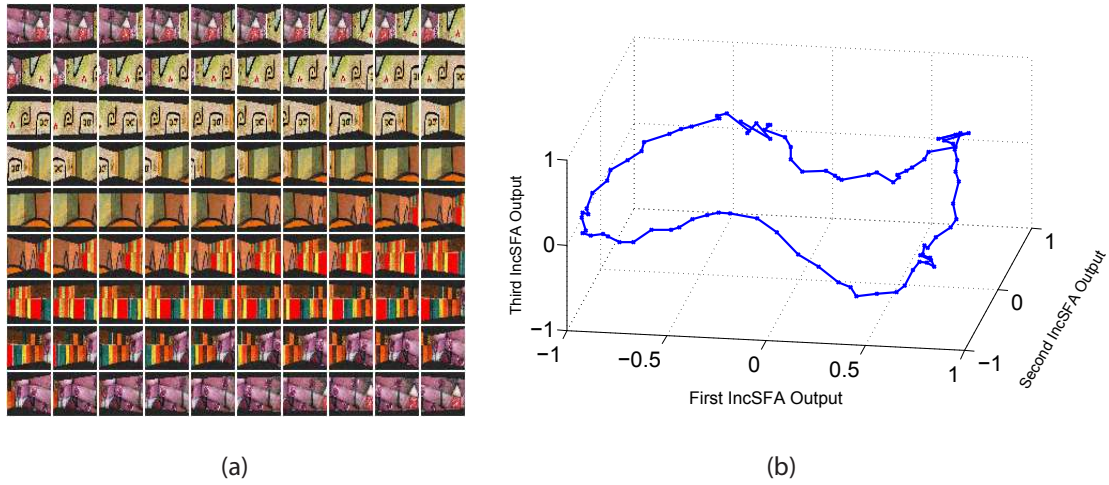 1
0
−1
Third IncSFA Output
−1
−0.5
0
0.5
1
First IncSFA Output
−1
0
1
Second IncSFA Output
(a)
(b)